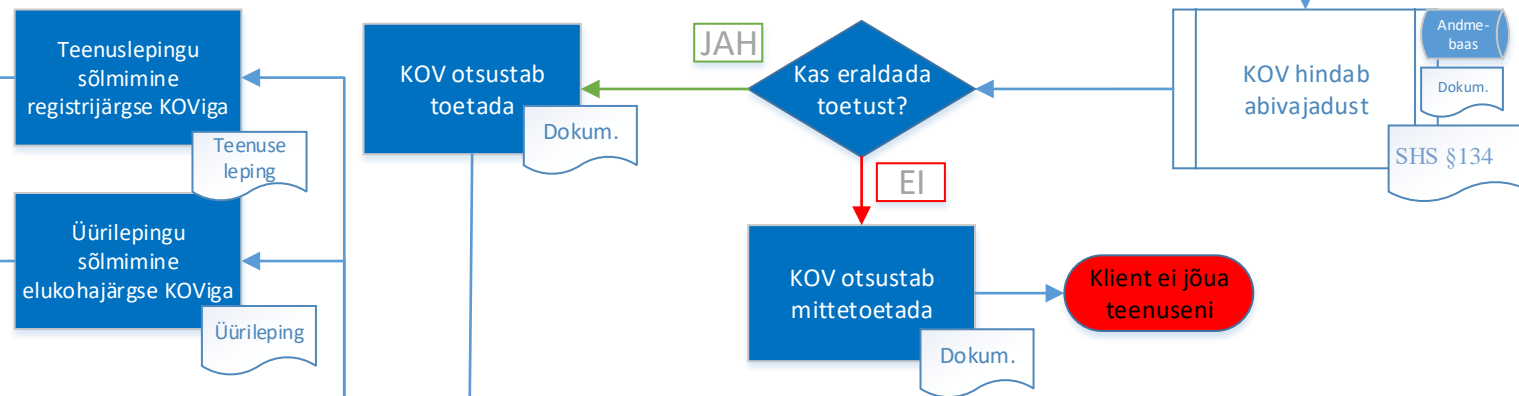 Teenuslepingu
sõlmimine
registrijärgse KOViga
Teenuse
leping
Üürilepingu
sõlmimine
elukohajärgse KOViga
Üürileping
KOV otsustab
toetada
Dokum.
JAH
Kas eraldada
toetust?
EI
KOV otsustab
mittetoetada
Dokum.
Klient ei jõua
teenuseni
KOV hindab
abivajadust
Andme-
baas
Dokum.
SHS §134